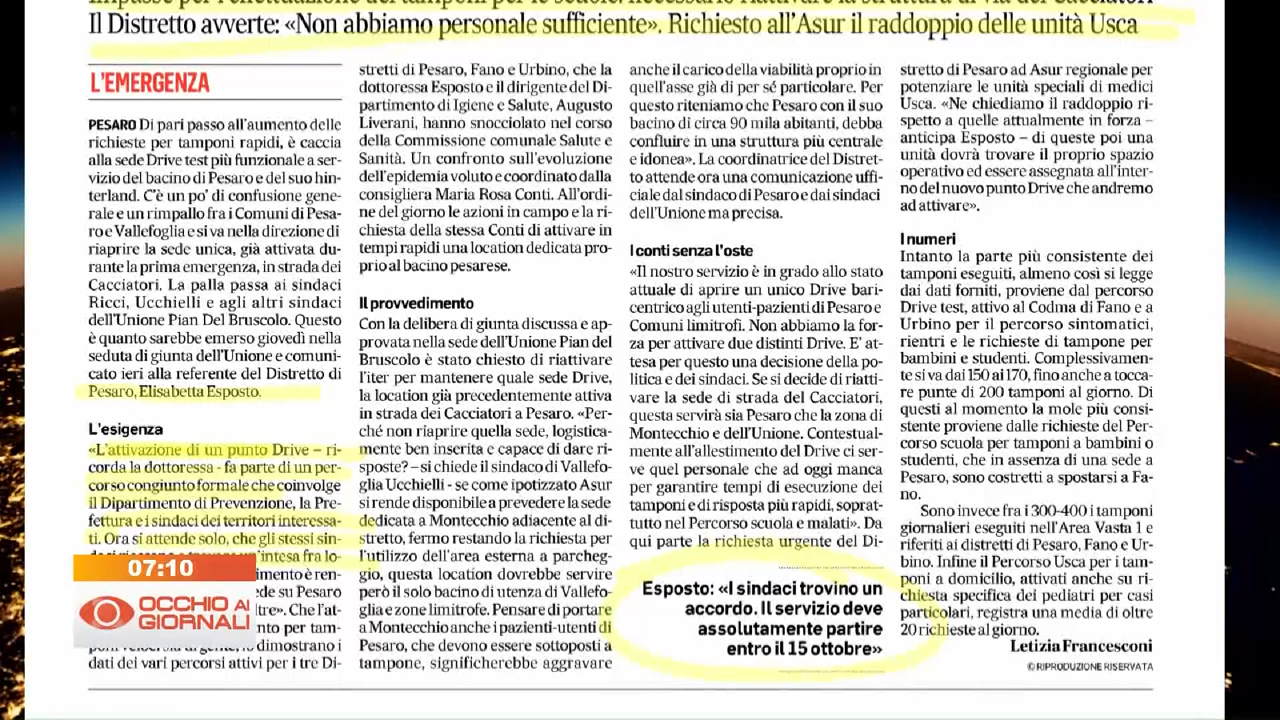 Il Distretto avverte: «Non abbiamo personale sufficiente». Richiesto all'Asur il raddoppio delle unità Usca
L'EMERGENZA
PESARO Di pari passo all'aumento delle
richieste per tamponi rapidi, è caccia
alla sede Drive test più funzionale a ser-
vizio del bacino di Pesaro e del suo hin-
terland. C'è un po' di confusione gene-
rale e un rimpallo fra i Comuni di Pesa-
ro e Vallefoglia e si va nella direzione di
riaprire la sede unica, già attivata du-
rante la prima emergenza, in strada dei
Cacciatori. La palla passa ai sindaci
Ricci, Ucchielli e agli altri sindaci
dell'Unione Pian Del Bruscolo. Questo
è quanto sarebbe emerso giovedì nella
seduta di giunta dell'Unione e comuni-
cato ieri alla referente del Distretto di
Pesaro, Elisabetta Esposto.
L'esigenza
«L'attivazione di un punto Drive – ri-
corda la dottoressa - fa parte di un per-
corso congiunto formale che coinvolge
il Dipartimento di Prevenzione, la Pre-
fettura e i sindaci dei territori interessa-
ti. Ora si attende solo, che gli stessi sin-
'intesa fra lo-
imento è ren-
ede su Pesaro
ltre». Che l'at-
nto per tam-
dimostrano i
dati dei vari percorsi attivi per i tre Di-
stretti di Pesaro, Fano e Urbino, che la
dottoressa Esposto e il dirigente del Di-
partimento di Igiene e Salute, Augusto
Liverani, hanno snocciolato nel corso
della Commissione comunale Salute e
Sanità. Un confronto sull'evoluzione
dell'epidemia voluto e coordinato dalla
consigliera Maria Rosa Conti. All'ordi-
ne del giorno le azioni in campo e la ri-
chiesta della stessa Conti di attivare in
tempi rapidi una location dedicata pro-
prio al bacino pesarese.
Il provvedimento
Con la delibera di giunta discussa e ap-
provata nella sede dell'Unione Pian del
Bruscolo è stato chiesto di riattivare
l'iter per mantenere quale sede Drive,
la location già precedentemente attiva
in strada dei Cacciatori a Pesaro. «Per-
ché non riaprire quella sede, logistica-
mente ben inserita e capace di dare ri-
sposte? – si chiede il sindaco di Vallefo-
glia Ucchielli - se come ipotizzato Asur
si rende disponibile a prevedere la sede
dedicata a Montecchio adiacente al di-
stretto, fermo restando la richiesta per
l'utilizzo dell'area esterna a parcheg-
gio, questa location dovrebbe servire
però il solo bacino di utenza di Vallefo-
glia e zone limitrofe. Pensare di portare
a Montecchio anche i pazienti-utenti di
Pesaro, che devono essere sottoposti a
tampone, significherebbe aggravare
anche il carico della viabilità proprio in
quell'asse già di per sé particolare. Per
questo riteniamo che Pesaro con il suo
bacino di circa 90 mila abitanti, debba
confluire in una struttura più centrale
e idonea». La coordinatrice del Distret-
to attende ora una comunicazione uffi-
ciale dal sindaco di Pesaro e dai sindaci
dell'Unione ma precisa.
I conti senza l'oste
«Il nostro servizio è in grado allo stato
attuale di aprire un unico Drive bari-
centrico agli utenti-pazienti di Pesaro e
Comuni limitrofi. Non abbiamo la for-
za per attivare due distinti Drive. E' at-
tesa per questo una decisione della po-
litica e dei sindaci. Se si decide di riatti-
vare la sede di strada del Cacciatori,
questa servirà sia Pesaro che la zona di
Montecchio e dell'Unione. Contestual-
mente all'allestimento del Drive ci ser-
ve quel personale che ad oggi manca
per garantire tempi di esecuzione dei
tamponi e di risposta più rapidi, soprat-
tutto nel Percorso scuola e malati». Da
qui parte la richiesta urgente del Di-
Esposto: «I sindaci trovino un
accordo. Il servizio deve
assolutamente partire
entro il 15 ottobre»
stretto di Pesaro ad Asur regionale per
potenziare le unità speciali di medici
Usca. «Ne chiediamo il raddoppio ri-
spetto a quelle attualmente in forza –
anticipa Esposto – di queste poi una
unità dovrà trovare il proprio spazio
operativo ed essere assegnata all'inter-
no del nuovo punto Drive che andremo
ad attivare».
I numeri
Intanto la parte più consistente dei
tamponi eseguiti, almeno così si legge
dai dati forniti, proviene dal percorso
Drive test, attivo al Codma di Fano e a
Urbino per il percorso sintomatici,
rientri e le richieste di tampone per
bambini e studenti. Complessivamen-
te si va dai 150 ai 170, fino anche a tocca-
re punte di 200 tamponi al giorno. Di
questi al momento la mole più consi-
stente proviene dalle richieste del Per-
corso scuola per tamponi a bambini o
studenti, che in assenza di una sede a
Pesaro, sono costretti a spostarsi a Fa-
no.
Sono invece fra i 300-400 i tamponi
giornalieri eseguiti nell'Area Vasta 1 e
riferiti ai distretti di Pesaro, Fano e Ur-
bino. Infine il Percorso Usca per i tam-
poni a domicilio, attivati anche su ri-
chiesta specifica dei pediatri per casi
particolari, registra una media di oltre
20 richieste al giorno.
Letizia Francesconi
© RIPRODUZIONE RISERVATA
07:10
OCCHIO AI
GIORNALI